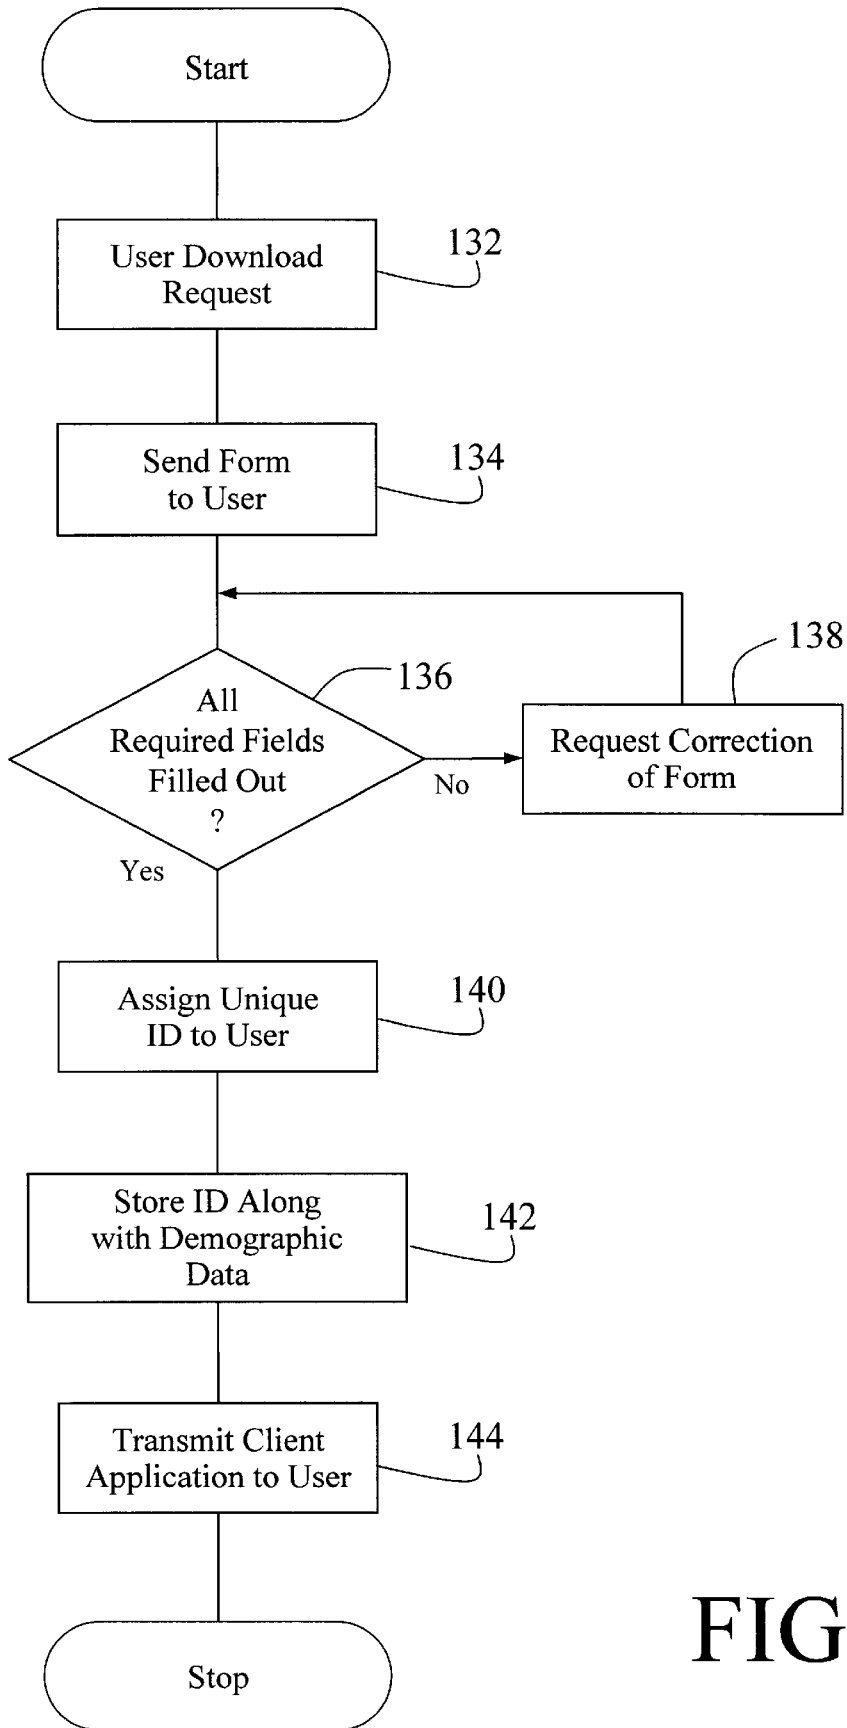 Start
User Download
Request
132
Send Form
to User
134
All
Required Fields
Filled Out
?
136
No
Request Correction
of Form
138
Yes
Assign Unique
ID to User
140
Store ID Along
with Demographic
Data
142
Transmit Client
Application to User
144
Stop
FIG